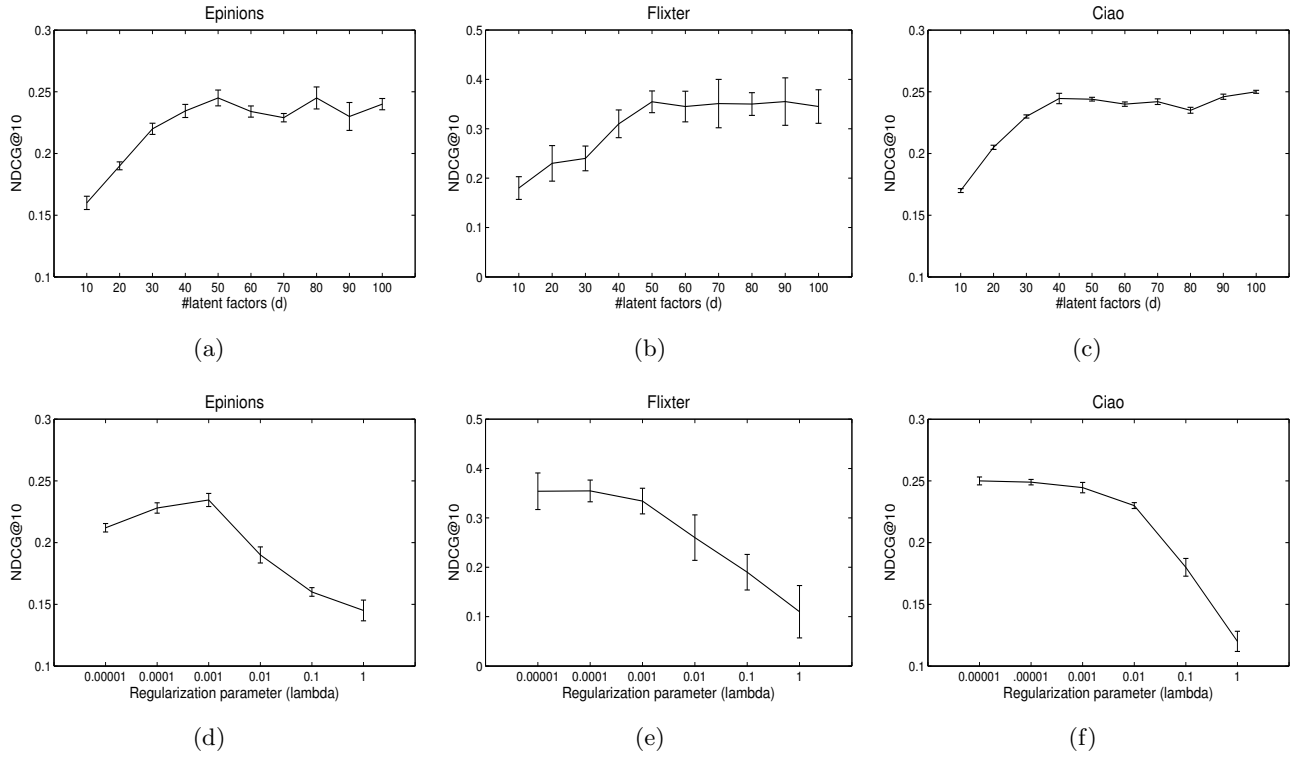 Epinions
0.3
0.25
0.2
0.15
0.1
NDCG@10
10 20 30 40 50 60 70 80 90 100
#latent factors (d)
(a)
Flixter
0.5
0.4
0.3
0.2
0.1
0
NDCG@10
10 20 30 40 50 60 70 80 90 100
#latent factors (d)
(b)
Ciao
0.3
0.25
0.2
0.15
0.1
NDCG@10
10 20 30 40 50 60 70 80 90 100
#latent factors (d)
(c)
Epinions
0.3
0.25
0.2
0.15
0.1
NDCG@10
0.00001 0.0001 0.001 0.01 0.1 1
Regularization parameter (lambda)
(d)
Flixter
0.5
0.4
0.3
0.2
0.1
0
NDCG@10
0.00001 0.0001 0.001 0.01 0.1 1
Regularization parameter (lambda)
(e)
Ciao
0.3
0.25
0.2
0.15
0.1
NDCG@10
0.00001 .00001 0.001 0.01 0.1 1
Regularization parameter (lambda)
(f)